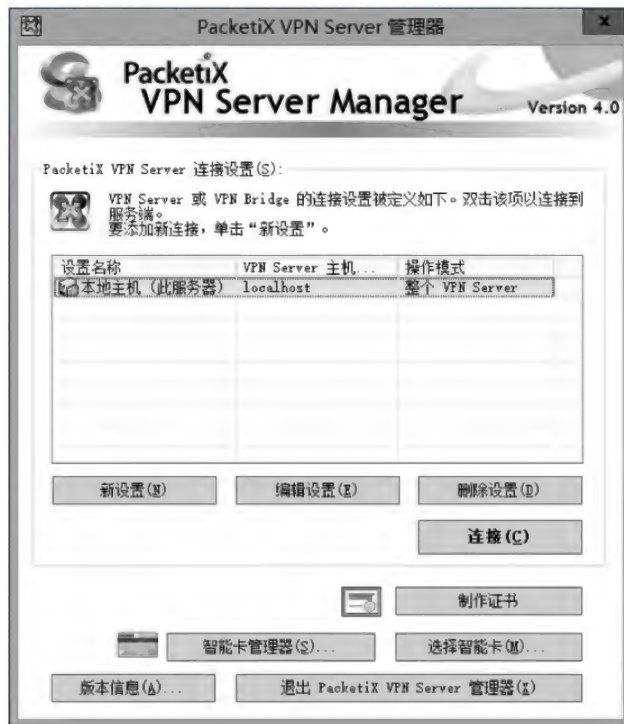 PacketiX VPN Server 管理器
PacketiX
VPN Server Manager
Version 4.0
PacketiX VPN Server 连接设置(S):
VPN Server 或 VPN Bridge 的连接设置被定义如下。双击该项以连接到
服务端。
要添加新连接，单击“新设置”。
设置名称 VPN Server 主机... 操作模式
本地主机（此服务器） localhost 整个 VPN Server
新设置(N) 编辑设置(E) 删除设置(D)
连接(C)
制作证书
智能卡管理器(S)... 选择智能卡(M)...
版本信息(A)... 退出 PacketiX VPN Server 管理器(X)